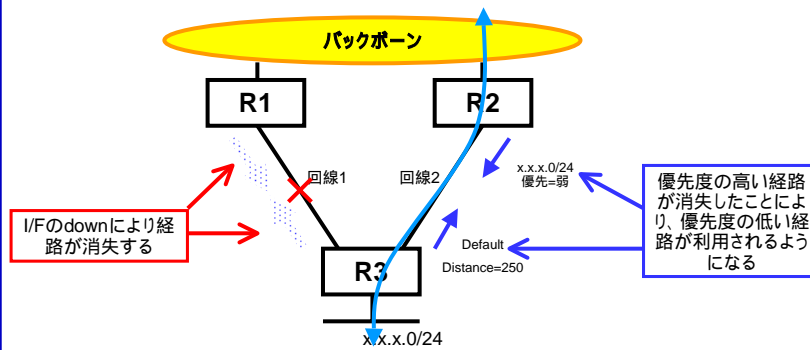 バックボーン
R1
R2
回線1
回線2
x.x.x.0/24
優先=弱
I/Fのdownにより経
路が消失する
優先度の高い経路
が消失したことによ
り、優先度の低い経
路が利用されるよう
になる
Default
Distance=250
R3
x.x.x.0/24